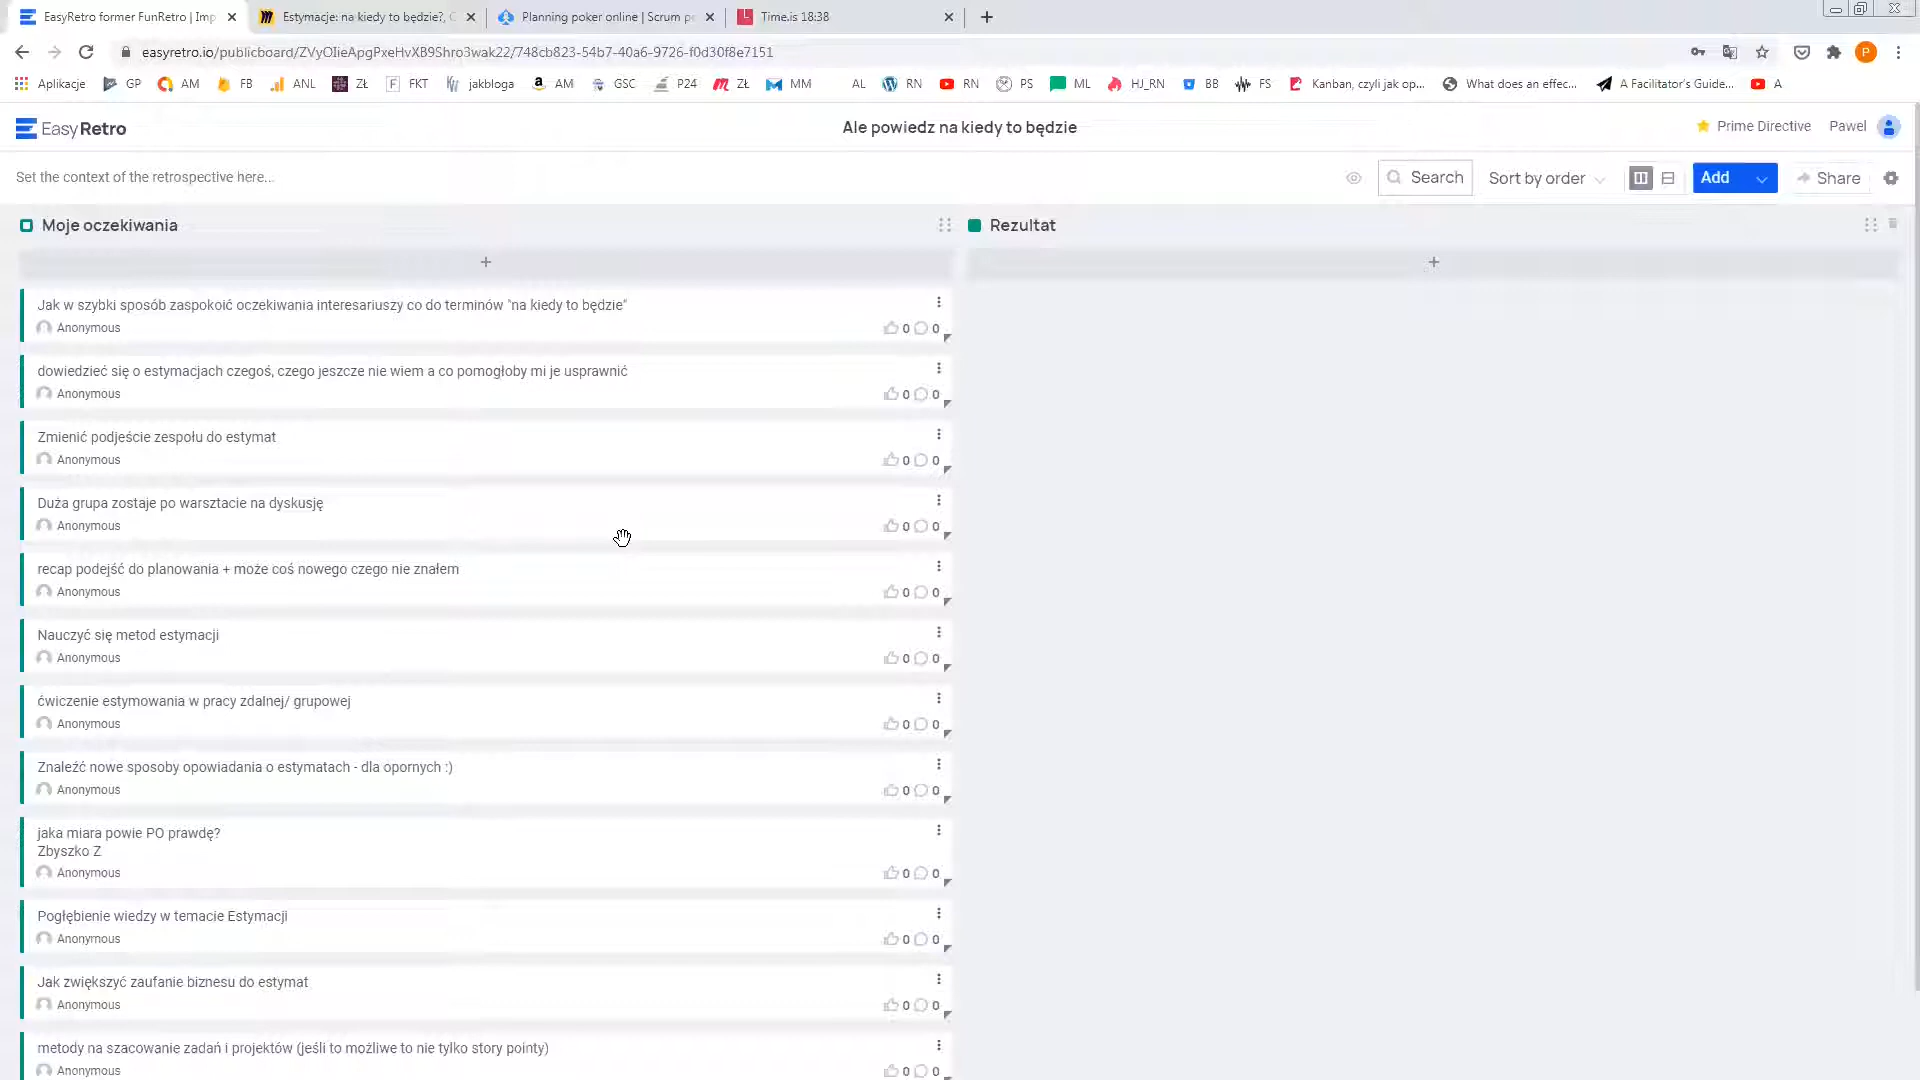 EasyRetro former FunRetro | Imp
Estymacje: na kiedy to będzie?, C
Planning poker online | Scrum po
Time.is 18:38
easyretro.io/publicboard/ZVyOIieApgPxeHvXB9Shro3wak22/748cb823-54b7-40a6-9726-f0d30f8e7151
P
Aplikacje GP AM FB ANL ZŁ FKT jakbloga AM GSC P24 ZŁ MM AL RN RN PS ML HJ_RN BB FS Kanban, czyli jak op... What does an effec... A Facilitator's Guide... A
EasyRetro
Ale powiedz na kiedy to będzie
Prime Directive Pawel
Set the context of the retrospective here...
Search Sort by order Add Share
Moje oczekiwania
Rezultat
+
+
Jak w szybki sposób zaspokoić oczekiwania interesariuszy co do terminów "na kiedy to będzie"
Anonymous 0 0
dowiedzieć się o estymacjach czegoś, czego jeszcze nie wiem a co pomogłoby mi je usprawnić
Anonymous 0 0
Zmienić podjeście zespołu do estymat
Anonymous 0 0
Duża grupa zostaje po warsztacie na dyskusję
Anonymous 0 0
recap podejść do planowania + może coś nowego czego nie znałem
Anonymous 0 0
Nauczyć się metod estymacji
Anonymous 0 0
ćwiczenie estymowania w pracy zdalnej/ grupowej
Anonymous 0 0
Znaleźć nowe sposoby opowiadania o estymatach - dla opornych :)
Anonymous 0 0
jaka miara powie PO prawdę?
Zbyszko Z
Anonymous 0 0
Pogłębienie wiedzy w temacie Estymacji
Anonymous 0 0
Jak zwiększyć zaufanie biznesu do estymat
Anonymous 0 0
metody na szacowanie zadań i projektów (jeśli to możliwe to nie tylko story pointy)
Anonymous 0 0